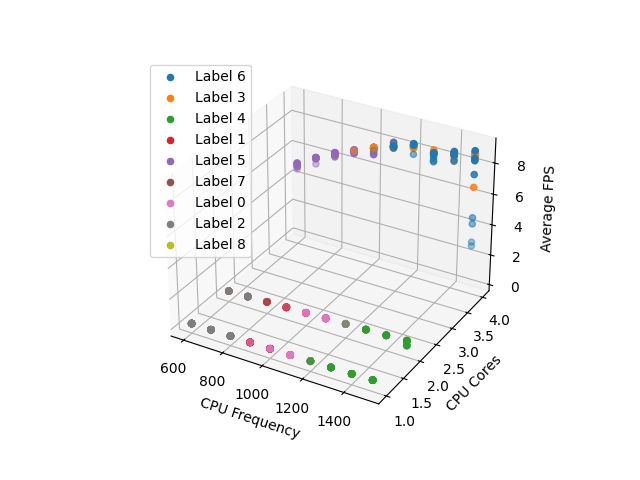 Label 6
Label 3
Label 4
Label 1
Label 5
Label 7
Label 0
Label 2
Label 8
600
800
1000
1200
1400
CPU Frequency
1.0
1.5
2.0
2.5
3.0
3.5
4.0
CPU Cores
0
2
4
6
8
Average FPS